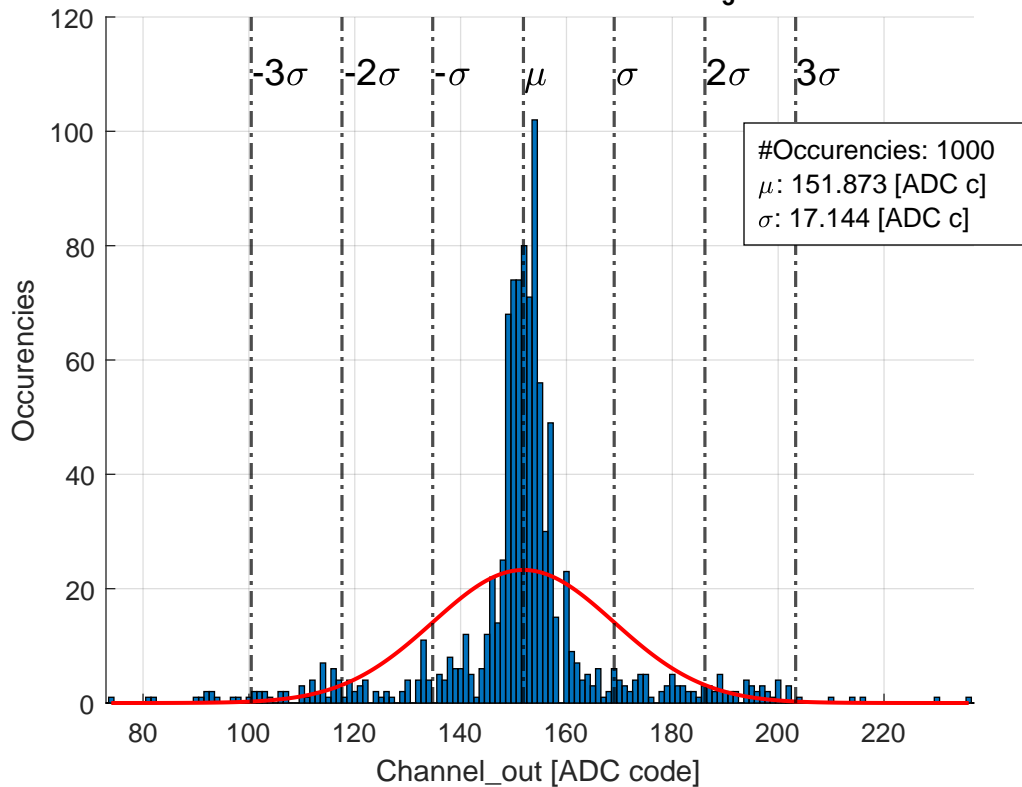 120
100
80
60
40
20
0
Occurencies
-3σ
-2σ
-σ
μ
σ
2σ
3σ
#Occurencies: 1000
μ: 151.873 [ADC c]
σ: 17.144 [ADC c]
80
100
120
140
160
180
200
220
Channel_out [ADC code]